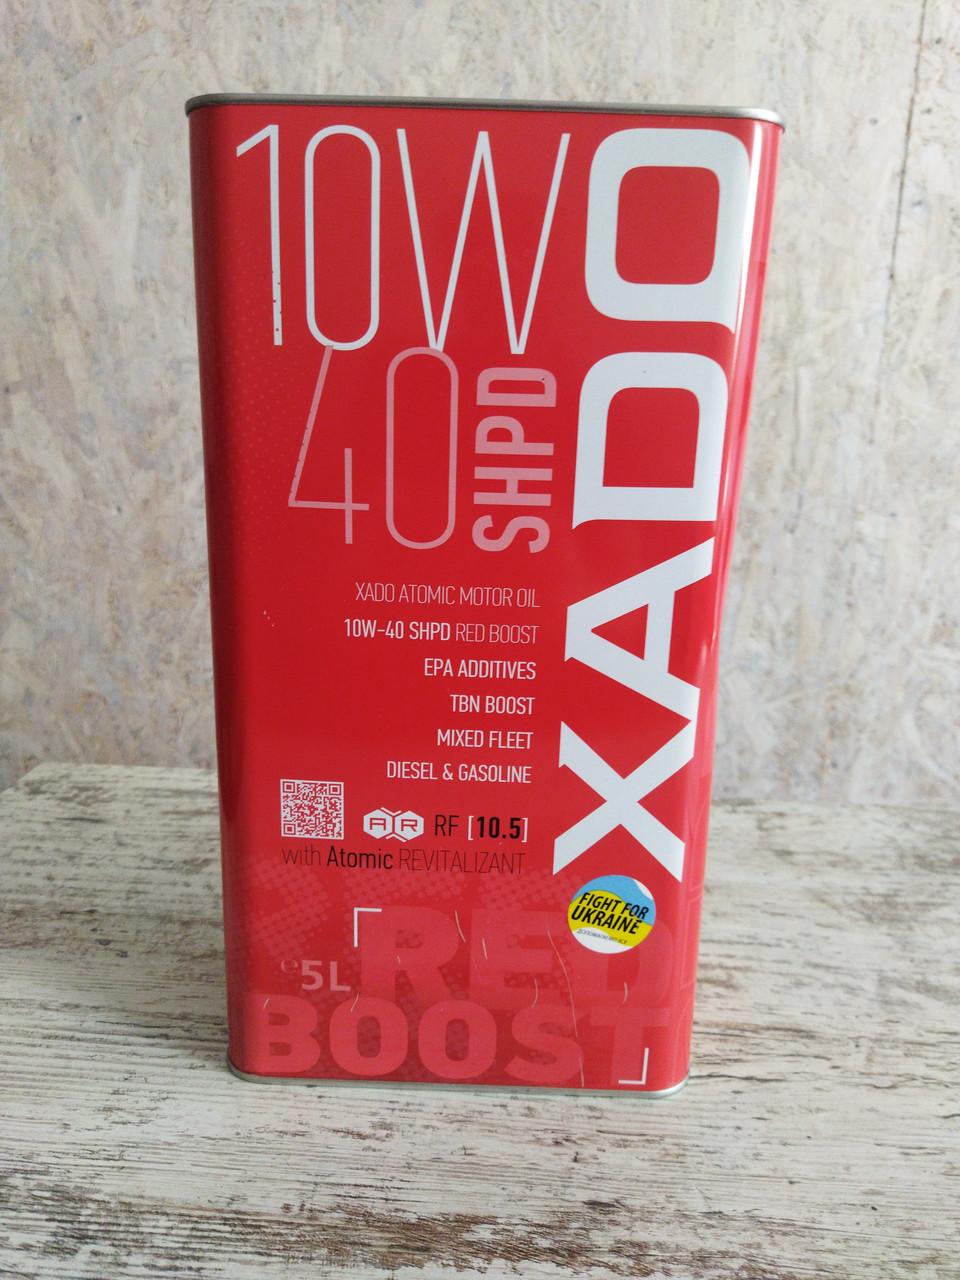 10W
40
SHPD
XADO
XADO ATOMIC MOTOR OIL
10W-40 SHPD RED BOOST
EPA ADDITIVES
TBN BOOST
MIXED FLEET
DIESEL & GASOLINE
AXR RF [10.5]
with Atomic REVITALIZANT
FIGHT FOR
UKRAINE
RED
℮5L
BOOST